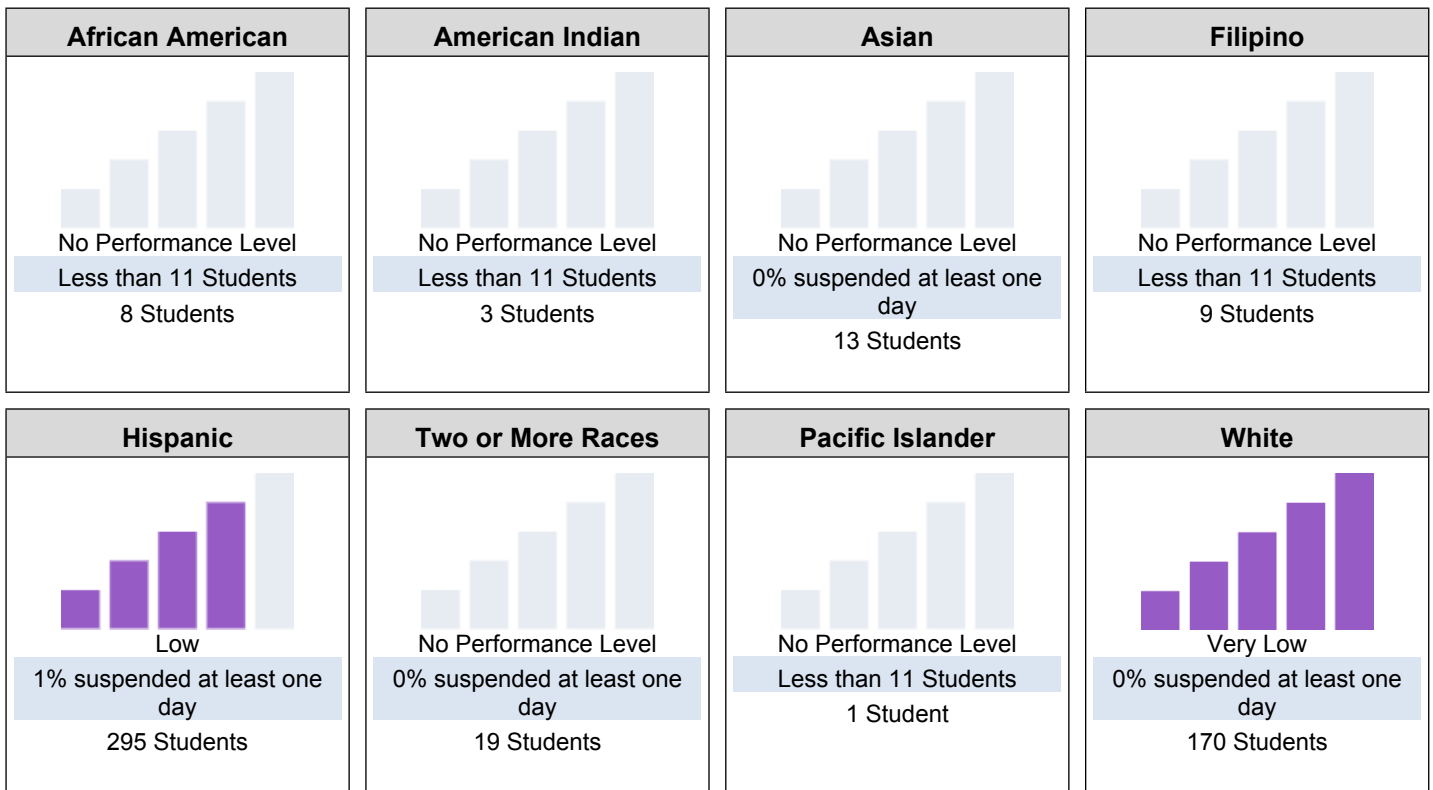 African American
No Performance Level
Less than 11 Students
8 Students
American Indian
No Performance Level
Less than 11 Students
3 Students
Asian
No Performance Level
0% suspended at least one
day
13 Students
Filipino
No Performance Level
Less than 11 Students
9 Students
Hispanic
Low
1% suspended at least one
day
295 Students
Two or More Races
No Performance Level
0% suspended at least one
day
19 Students
Pacific Islander
No Performance Level
Less than 11 Students
1 Student
White
Very Low
0% suspended at least one
day
170 Students